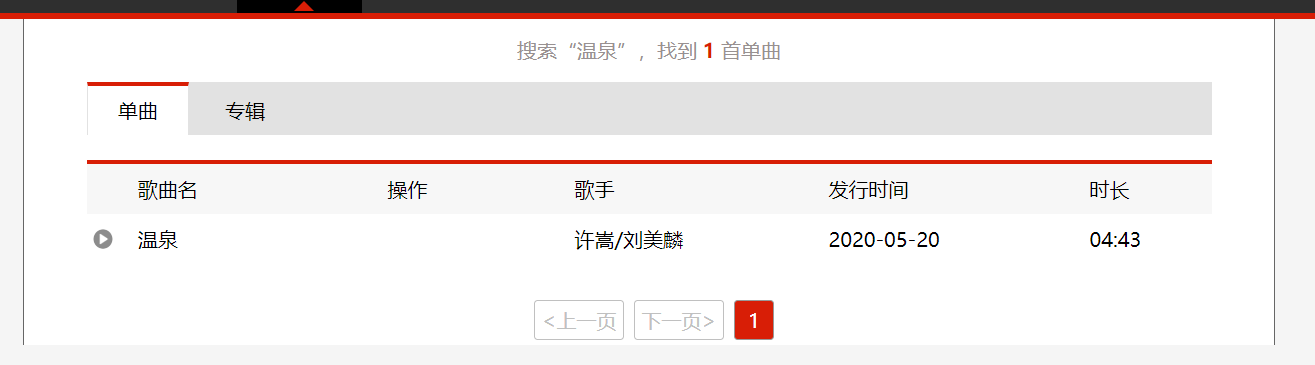 搜索“温泉”，找到 1 首单曲
单曲 专辑
歌曲名 操作 歌手 发行时间 时长
温泉 许嵩/刘美麟 2020-05-20 04:43
<上一页 下一页> 1